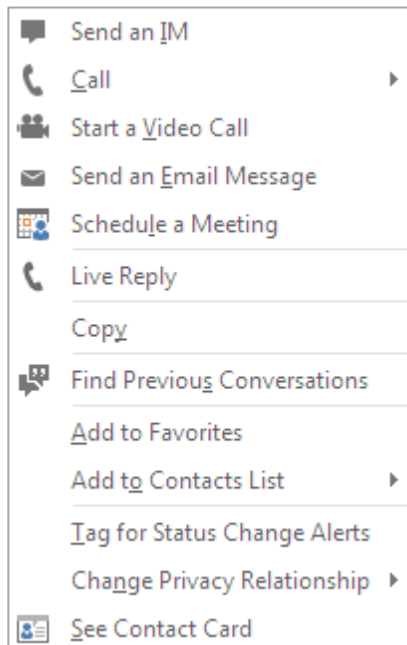 Send an IM
Call
Start a Video Call
Send an Email Message
Schedule a Meeting
Live Reply
Copy
Find Previous Conversations
Add to Favorites
Add to Contacts List
Tag for Status Change Alerts
Change Privacy Relationship
See Contact Card